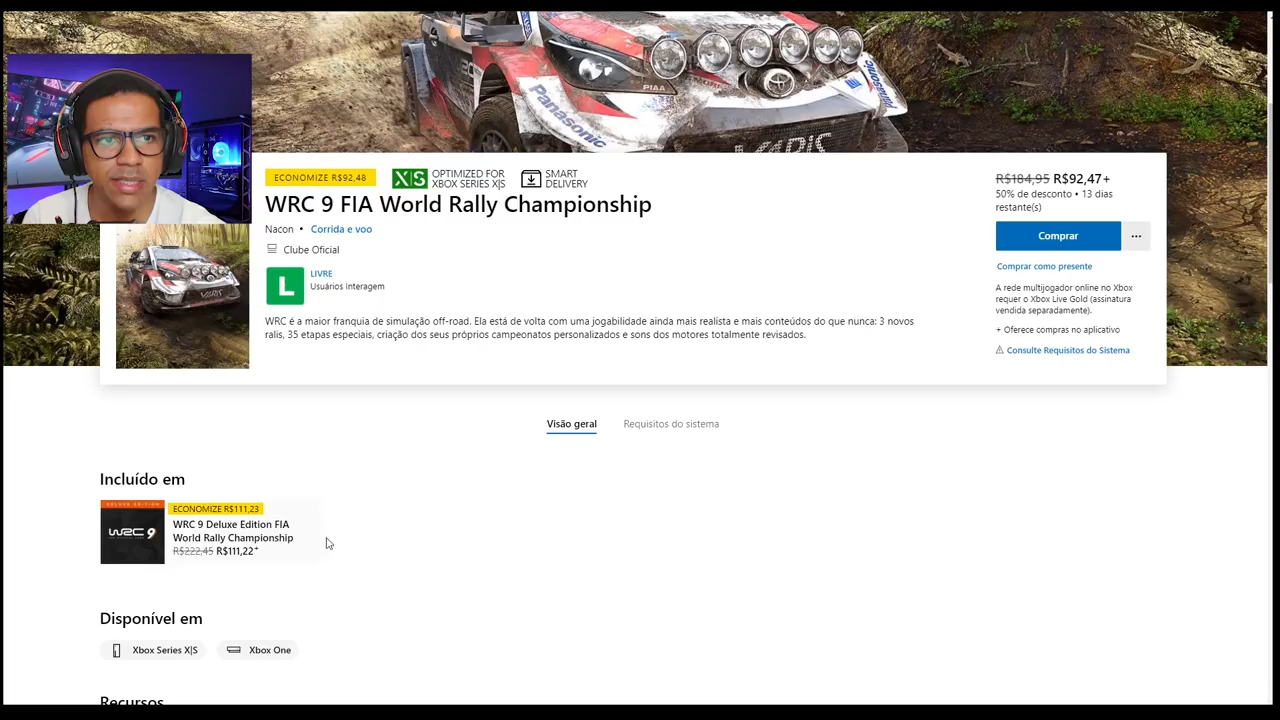 PIAA
Panasonic
YARIS
ECONOMIZE R$92,48
X|S
OPTIMIZED FOR
XBOX SERIES X|S
SMART
DELIVERY
WRC 9 FIA World Rally Championship
Nacon • Corrida e voo
Clube Oficial
L
LIVRE
Usuários Interagem
WRC é a maior franquia de simulação off-road. Ela está de volta com uma jogabilidade ainda mais realista e mais conteúdos do que nunca: 3 novos
ralis, 35 etapas especiais, criação dos seus próprios campeonatos personalizados e sons dos motores totalmente revisados.
R$184,95 R$92,47+
50% de desconto • 13 dias
restante(s)
Comprar
Comprar como presente
A rede multijogador online no Xbox
requer o Xbox Live Gold (assinatura
vendida separadamente).
+ Oferece compras no aplicativo
Consulte Requisitos do Sistema
Visão geral
Requisitos do sistema
Incluído em
WRC 9
ECONOMIZE R$111,23
WRC 9 Deluxe Edition FIA
World Rally Championship
R$222,45 R$111,22+
Disponível em
Xbox Series X|S
Xbox One
Recursos